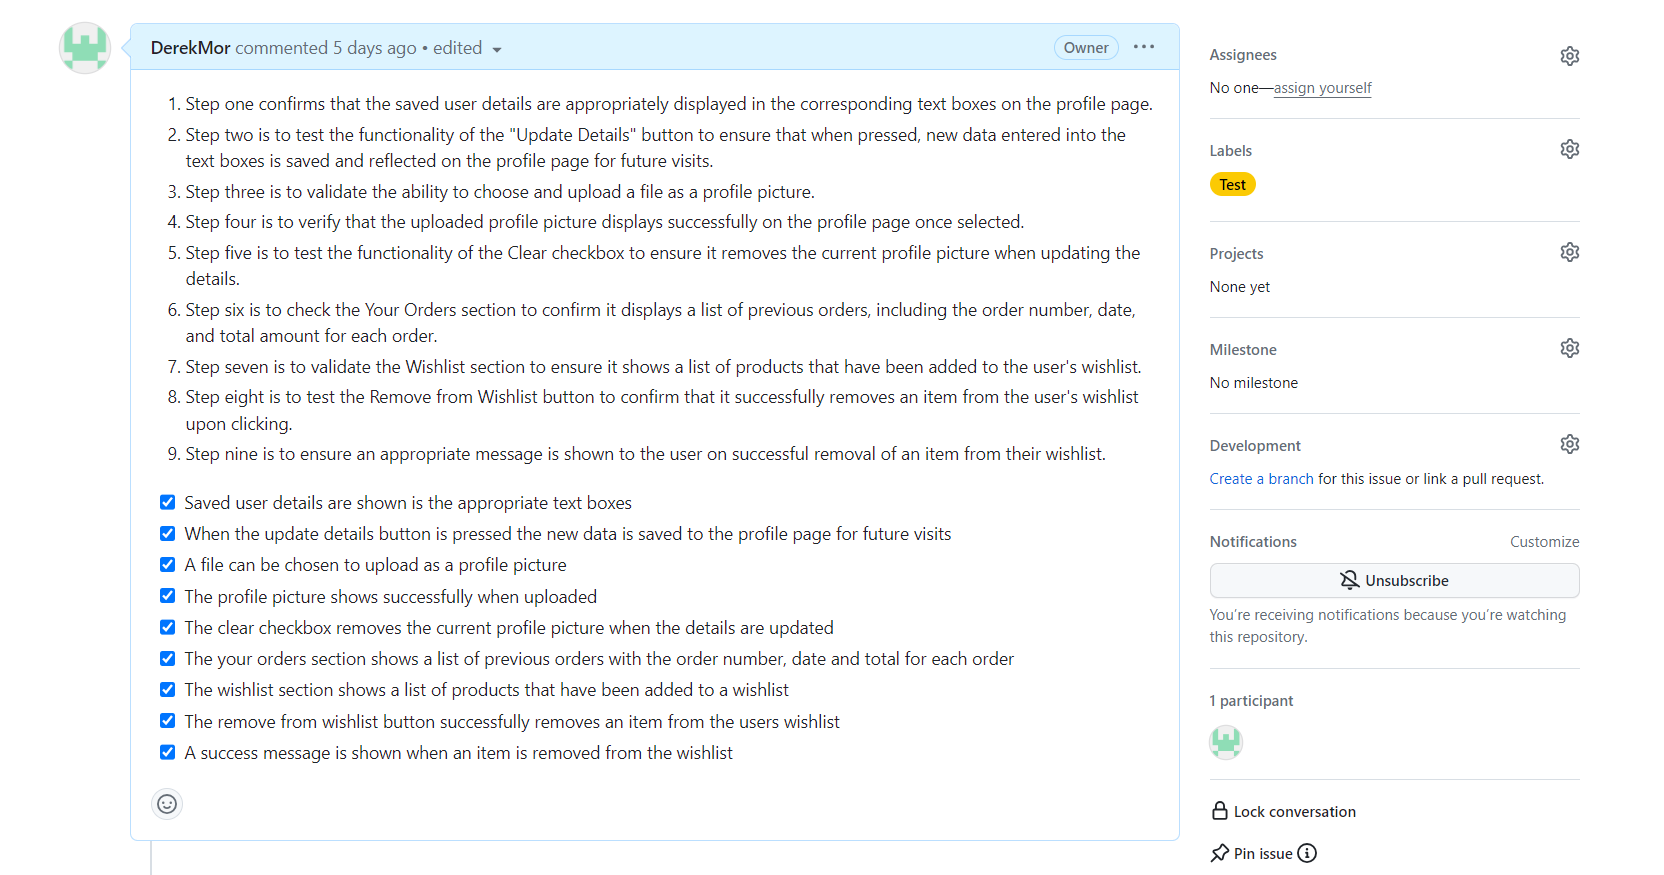 DerekMor commented 5 days ago • edited
Owner
1. Step one confirms that the saved user details are appropriately displayed in the corresponding text boxes on the profile page.
2. Step two is to test the functionality of the "Update Details" button to ensure that when pressed, new data entered into the
text boxes is saved and reflected on the profile page for future visits.
3. Step three is to validate the ability to choose and upload a file as a profile picture.
4. Step four is to verify that the uploaded profile picture displays successfully on the profile page once selected.
5. Step five is to test the functionality of the Clear checkbox to ensure it removes the current profile picture when updating the
details.
6. Step six is to check the Your Orders section to confirm it displays a list of previous orders, including the order number, date,
and total amount for each order.
7. Step seven is to validate the Wishlist section to ensure it shows a list of products that have been added to the user's wishlist.
8. Step eight is to test the Remove from Wishlist button to confirm that it successfully removes an item from the user's wishlist
upon clicking.
9. Step nine is to ensure an appropriate message is shown to the user on successful removal of an item from their wishlist.
Saved user details are shown is the appropriate text boxes
When the update details button is pressed the new data is saved to the profile page for future visits
A file can be chosen to upload as a profile picture
The profile picture shows successfully when uploaded
The clear checkbox removes the current profile picture when the details are updated
The your orders section shows a list of previous orders with the order number, date and total for each order
The wishlist section shows a list of products that have been added to a wishlist
The remove from wishlist button successfully removes an item from the users wishlist
A success message is shown when an item is removed from the wishlist
Assignees
No one—assign yourself
Labels
Test
Projects
None yet
Milestone
No milestone
Development
Create a branch for this issue or link a pull request.
Notifications
Customize
Unsubscribe
You're receiving notifications because you're watching
this repository.
1 participant
Lock conversation
Pin issue